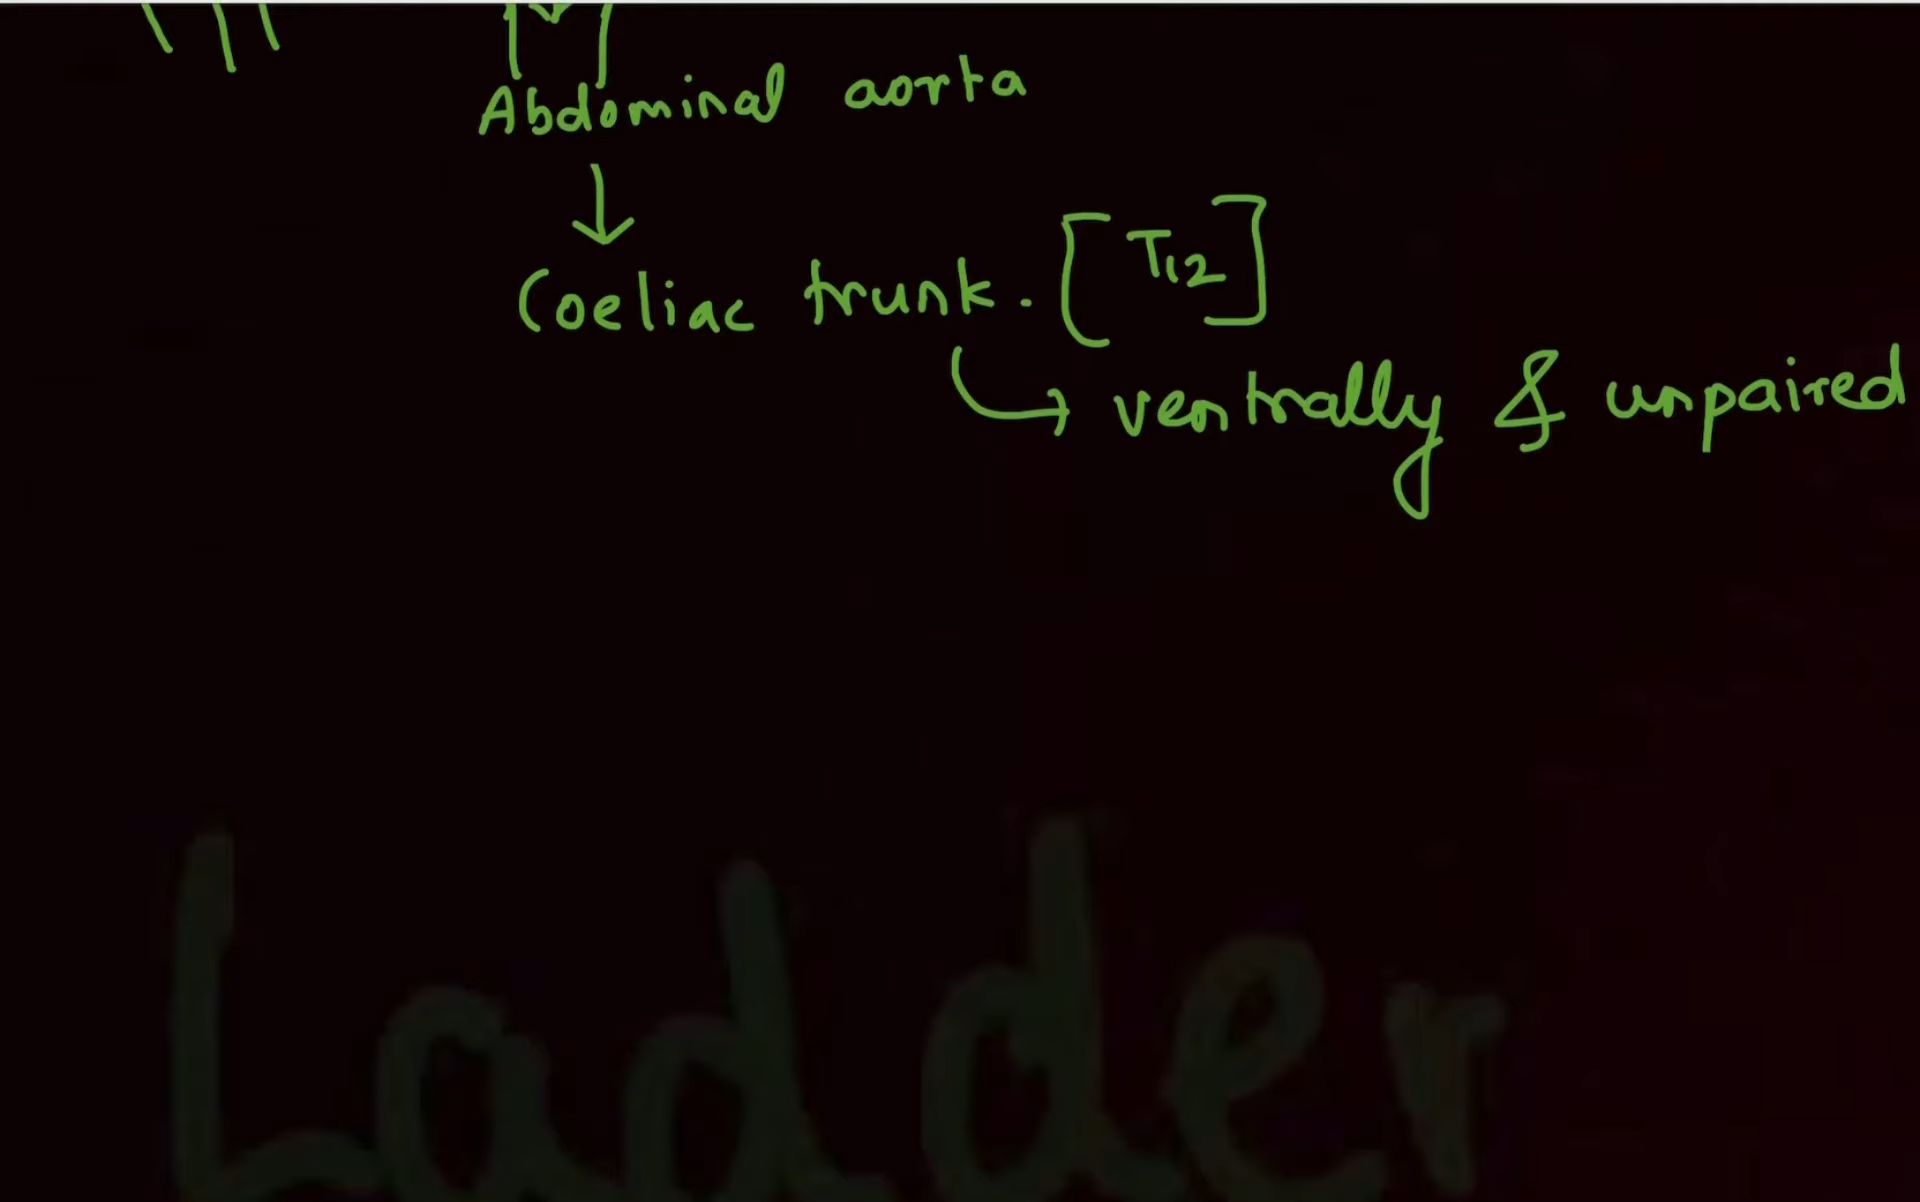 Abdominal aorta
↓
Coeliac trunk. [T12]
↳ ventrally & unpaired
Ladder